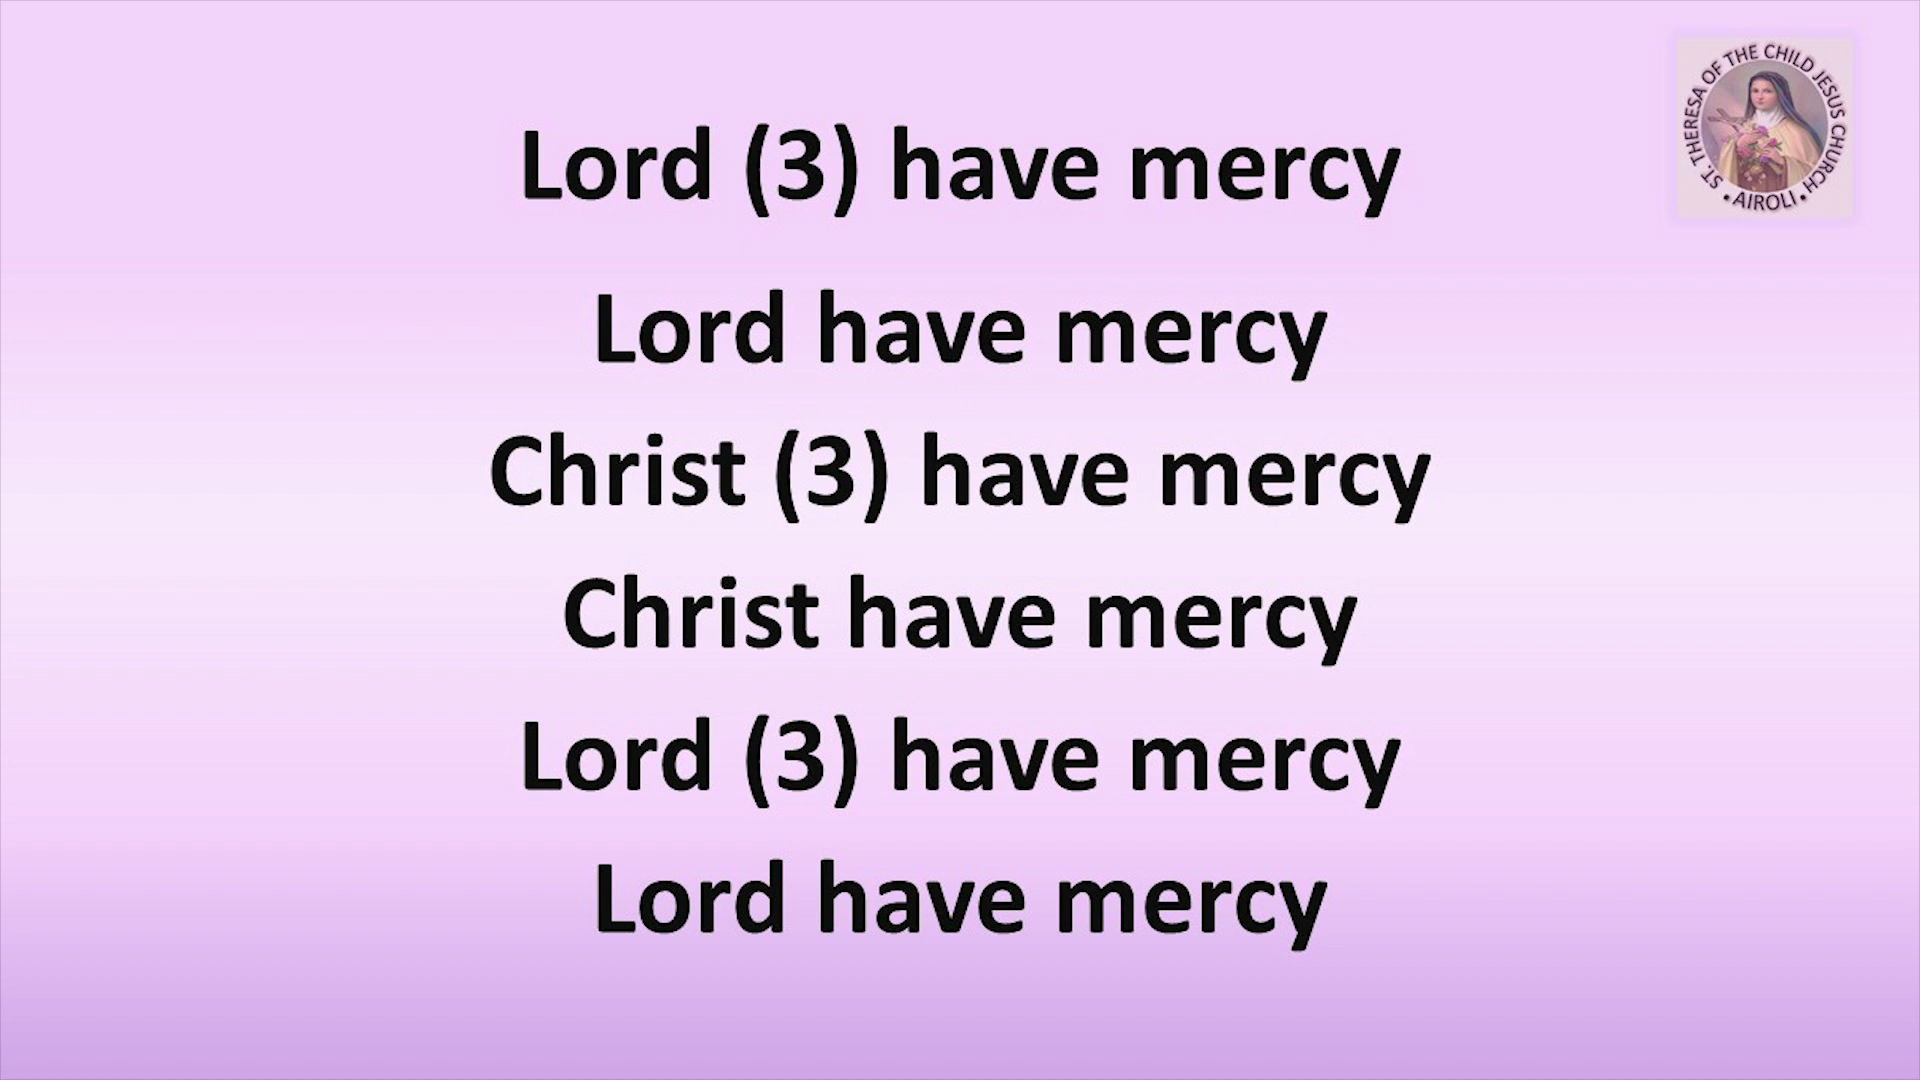 Lord (3) have mercy
Lord have mercy
Christ (3) have mercy
Christ have mercy
Lord (3) have mercy
Lord have mercy
ST. THERESA OF THE CHILD JESUS CHURCH
• AIROLI •